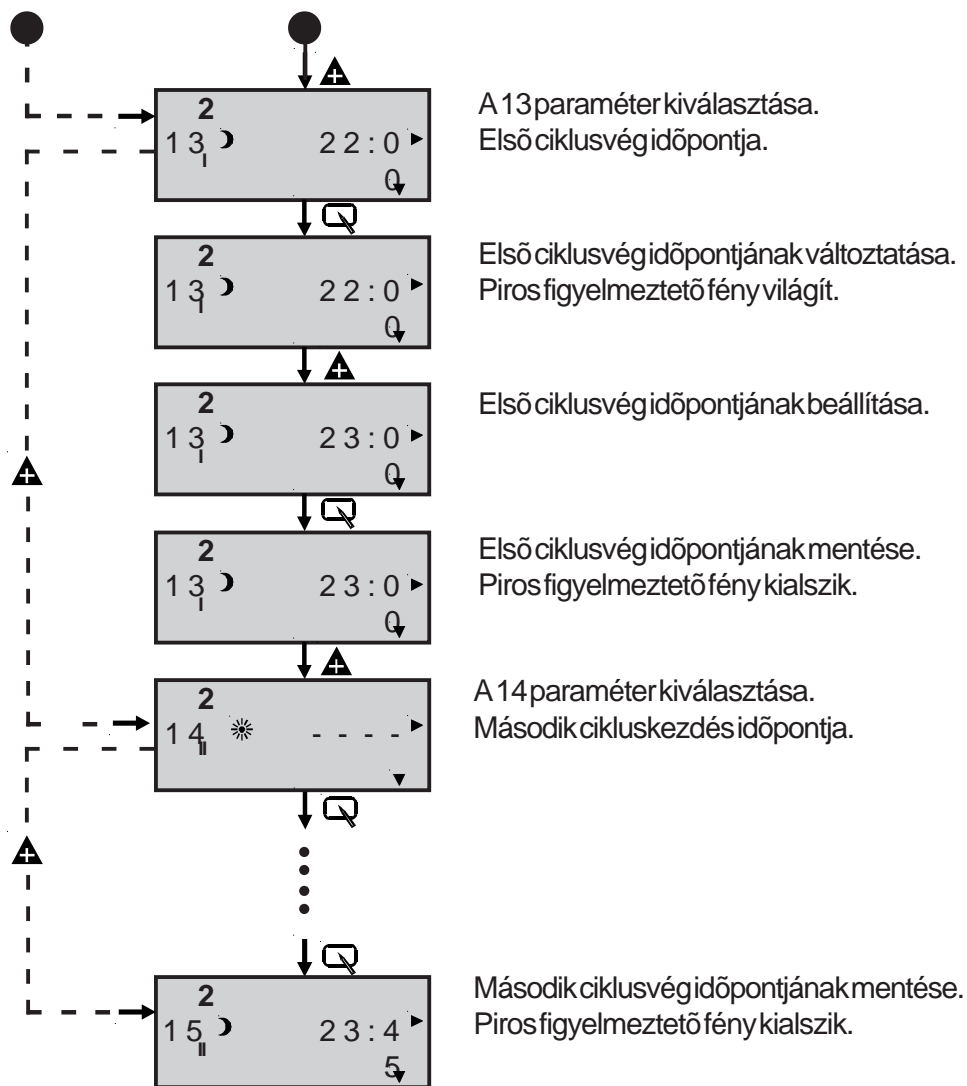 2
13 I 22:0
0
A 13 paraméter kiválasztása.
Elsõ ciklusvég idõpontja.
2
13 I 22:0
0
Elsõ ciklusvég idõpontjának változtatása.
Piros figyelmeztetõ fény világít.
2
13 I 23:0
0
Elsõ ciklusvég idõpontjának beállítása.
2
13 I 23:0
0
Elsõ ciklusvég idõpontjának mentése.
Piros figyelmeztetõ fény kialszik.
2
14 II ----
A 14 paraméter kiválasztása.
Második cikluskezdés idõpontja.
2
15 II 23:4
5
Második ciklusvég idõpontjának mentése.
Piros figyelmeztetõ fény kialszik.